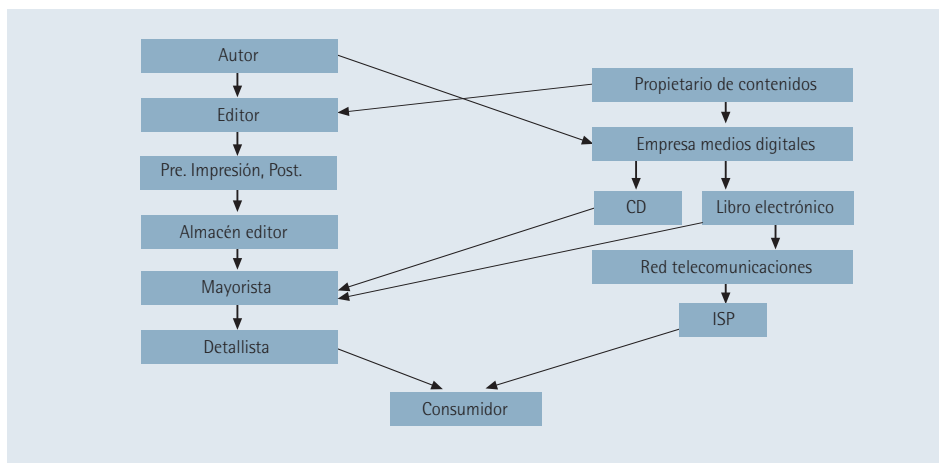 Autor
Editor
Pre. Impresión, Post.
Almacén editor
Mayorista
Detallista
Propietario de contenidos
Empresa medios digitales
CD
Libro electrónico
Red telecomunicaciones
ISP
Consumidor